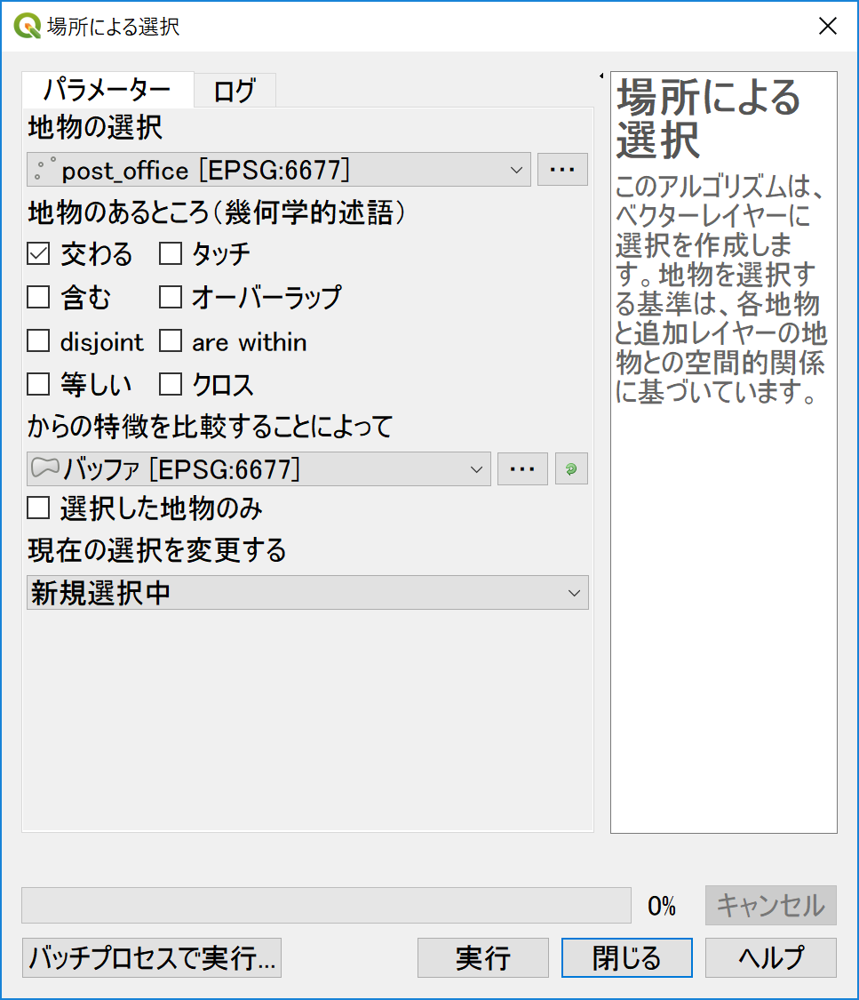 場所による選択
パラメーター ログ
地物の選択
post_office [EPSG:6677] ...
地物のあるところ(幾何学的述語)
交わる タッチ
含む オーバーラップ
disjoint are within
等しい クロス
からの特徴を比較することによって
バッファ [EPSG:6677] ...
選択した地物のみ
現在の選択を変更する
新規選択中
場所による
選択
このアルゴリズムは、
ベクターレイヤーに
選択を作成しま
す。地物を選択す
る基準は、各地物
と追加レイヤーの地
物との空間的関係
に基づいています。
0% キャンセル
バッチプロセスで実行... 実行 閉じる ヘルプ